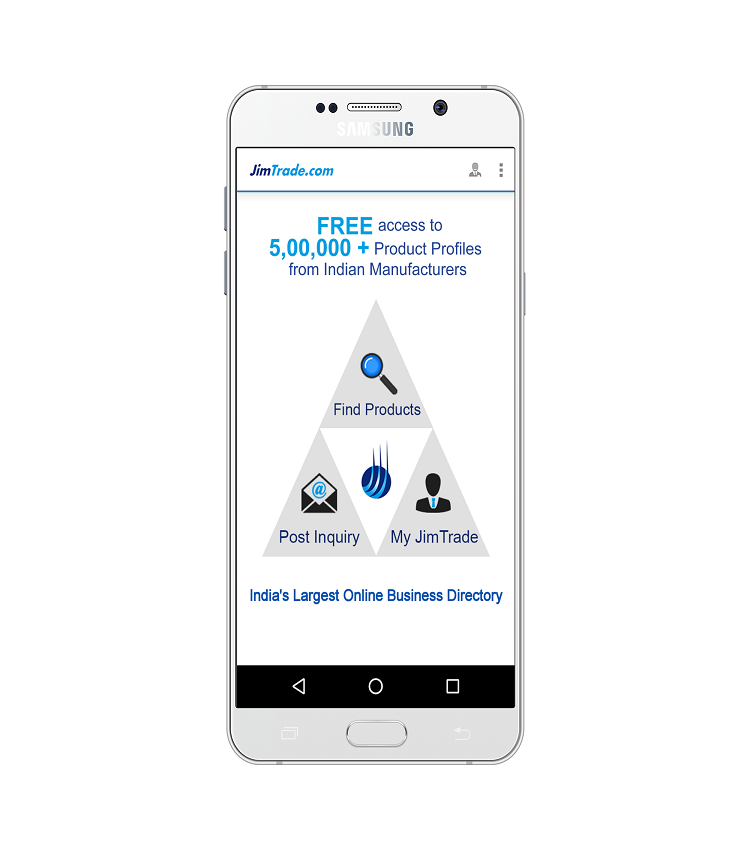 SAMSUNG
JimTrade.com
FREE access to
5,00,000 + Product Profiles
from Indian Manufacturers
Find Products
@
Post Inquiry
My JimTrade
India's Largest Online Business Directory